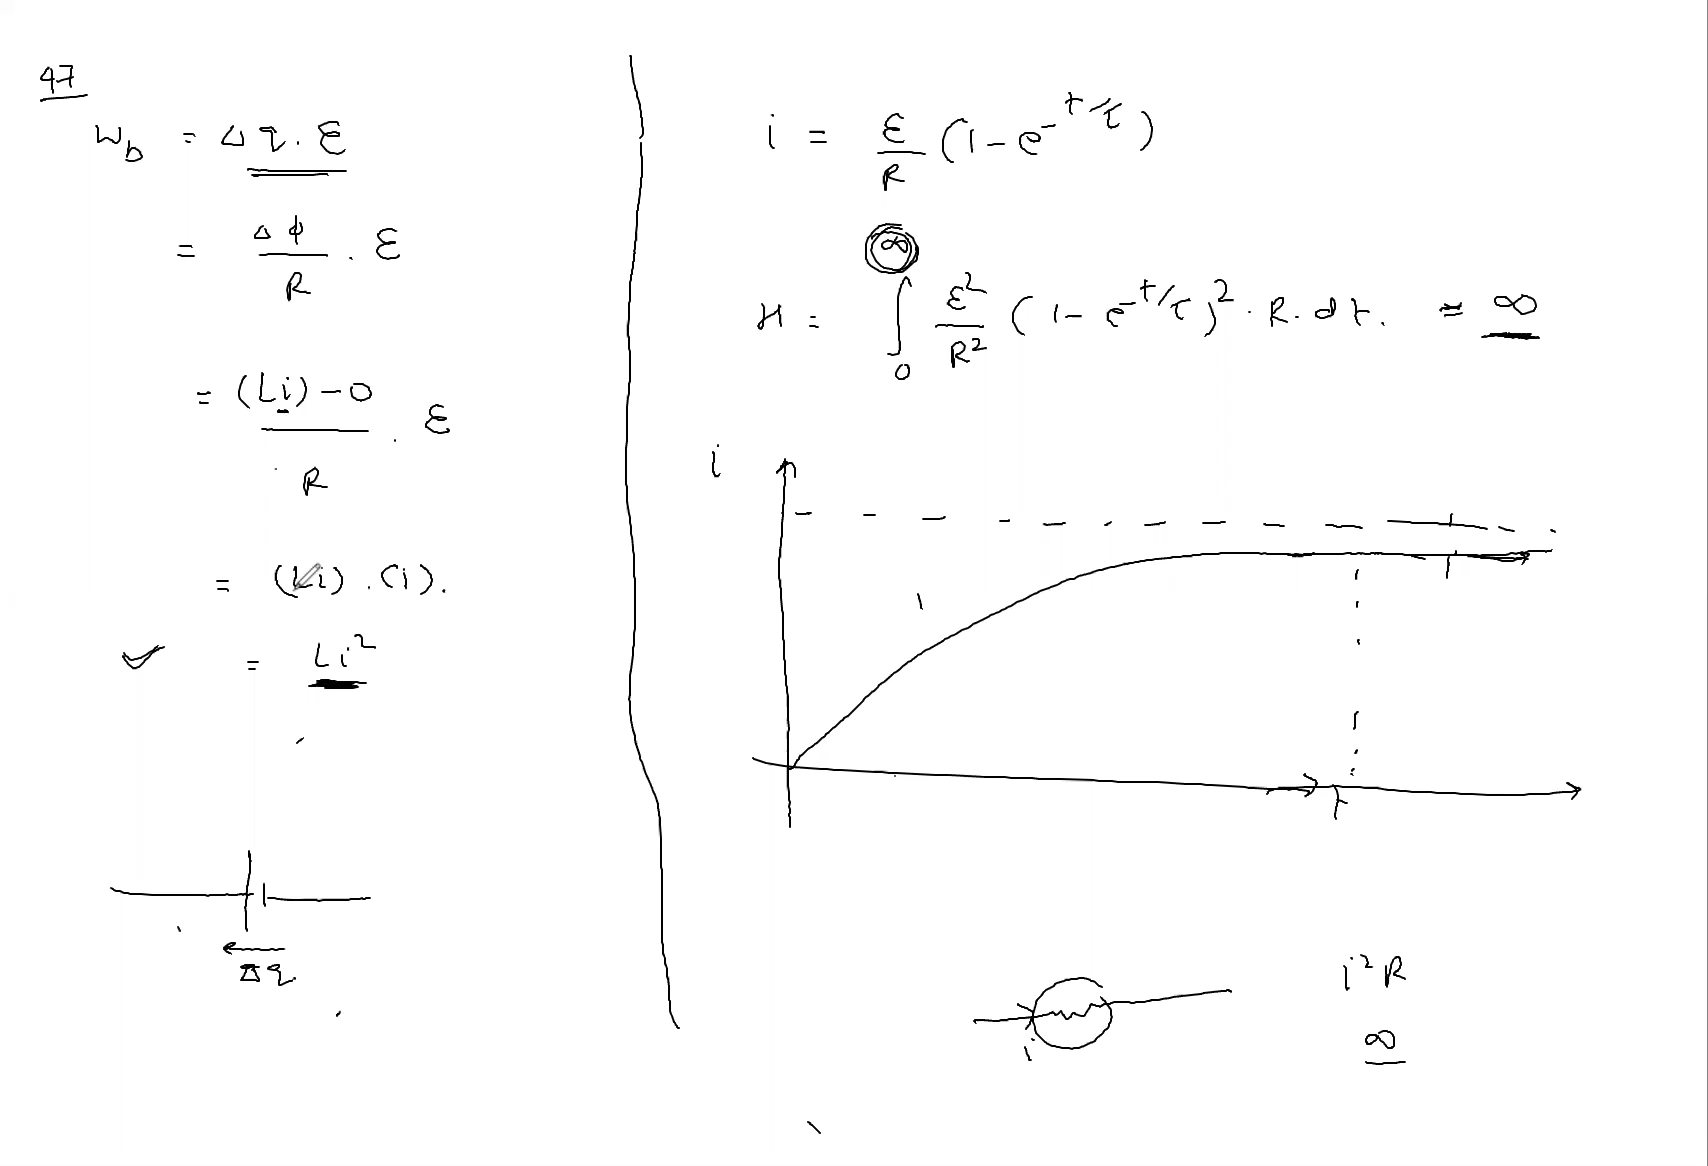 47
W_b = Δq . ε
= Δφ/R . ε
= (Li) - 0 / R . ε
= (Li) . (i).
= Li²
Δq
i = ε/R (1 - e^{-t/τ})
H = ∫₀^∞ ε²/R² (1 - e^{-t/τ})² . R . dt. = ∞
i
t
i
i²R
∞